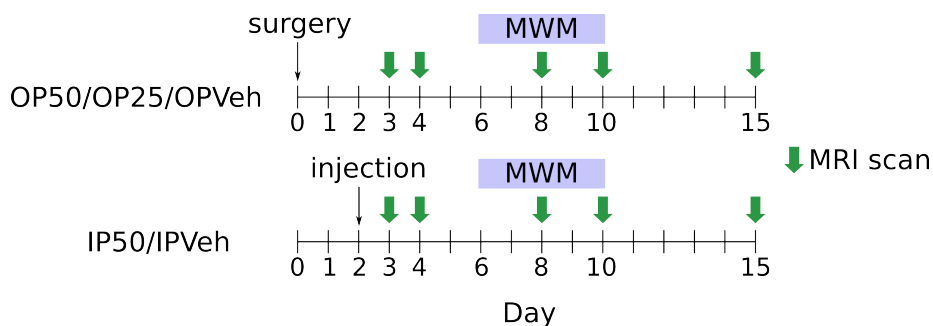 surgery
MWM
OP50/OP25/OPVeh
0 1 2 3 4 6 8 10 15
MRI scan
injection
MWM
IP50/IPVeh
0 1 2 3 4 6 8 10 15
Day